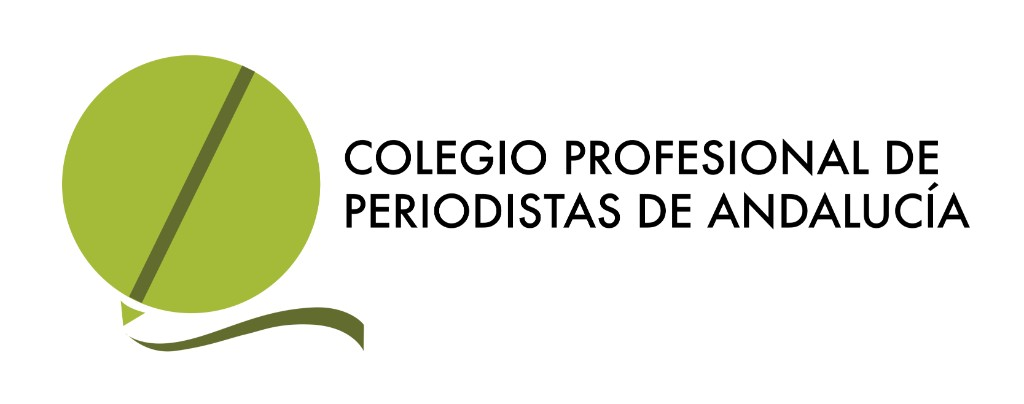 COLEGIO PROFESIONAL DE
PERIODISTAS DE ANDALUCÍA